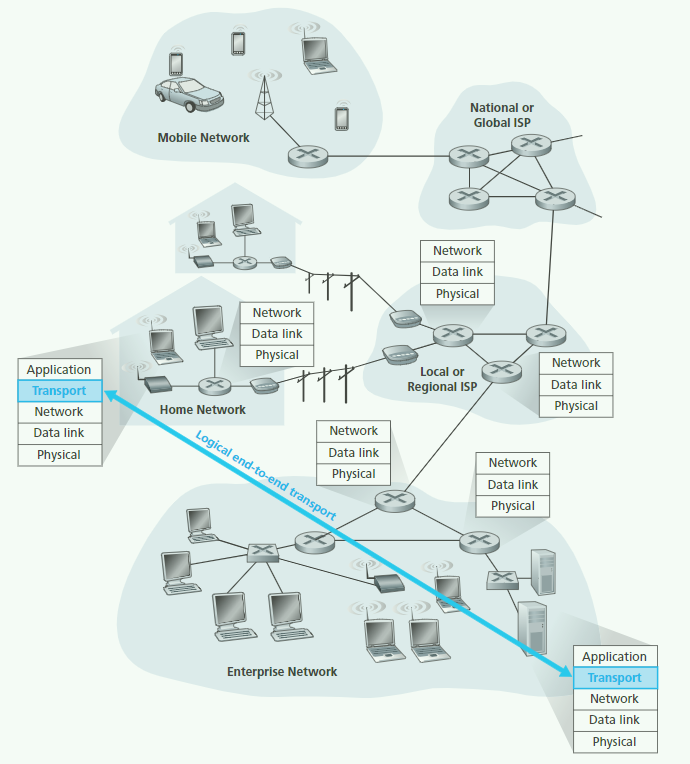 National or
Global ISP
Mobile Network
Network
Data link
Physical
Network
Data link
Physical
Network
Data link
Physical
Local or
Regional ISP
Application
Transport
Network
Data link
Physical
Home Network
Network
Data link
Physical
Logical end-to-end transport
Network
Data link
Physical
Enterprise Network
Application
Transport
Network
Data link
Physical